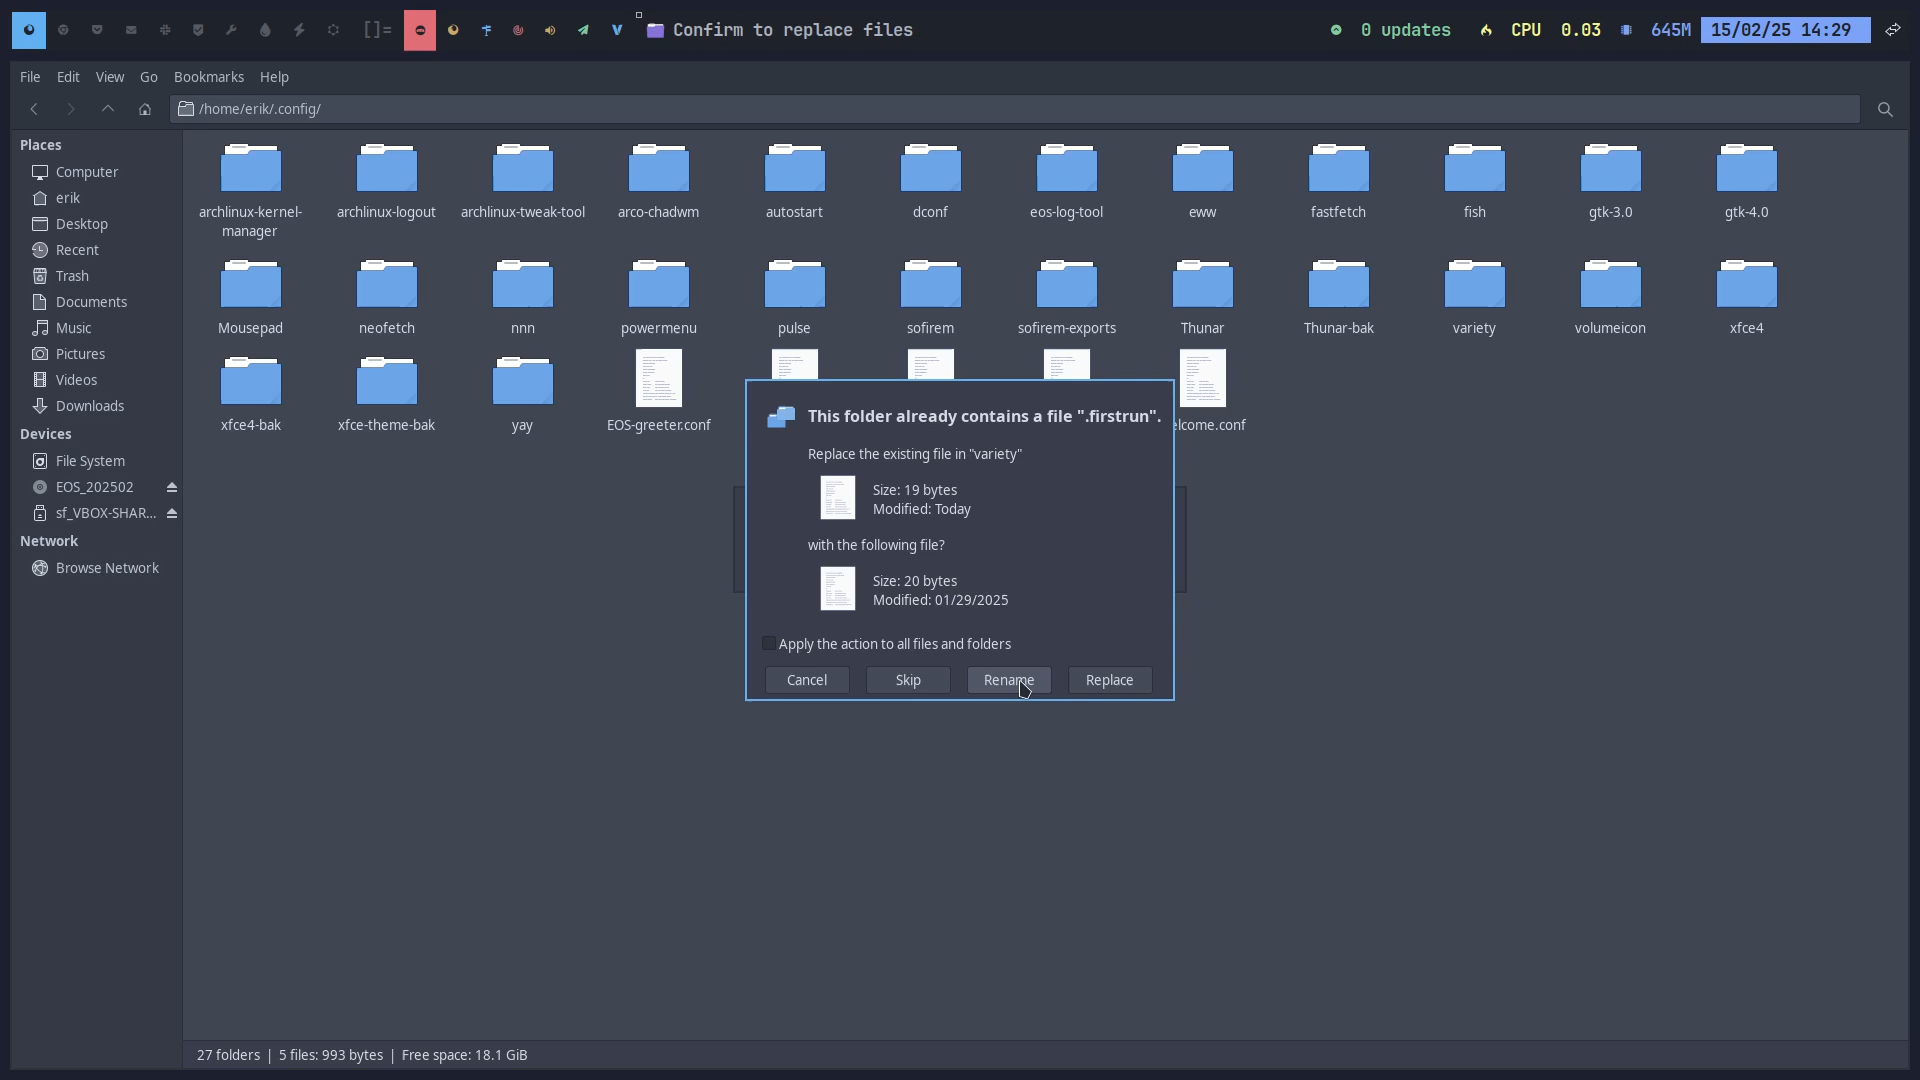 []=
Confirm to replace files
0 updates
CPU 0.03
645M
15/02/25 14:29
File Edit View Go Bookmarks Help
/home/erik/.config/
Places
Computer
erik
Desktop
Recent
Trash
Documents
Music
Pictures
Videos
Downloads
Devices
File System
EOS_202502
sf_VBOX-SHAR...
Network
Browse Network
archlinux-kernel-
manager
archlinux-logout
archlinux-tweak-tool
arco-chadwm
autostart
dconf
eos-log-tool
eww
fastfetch
fish
gtk-3.0
gtk-4.0
Mousepad
neofetch
nnn
powermenu
pulse
sofirem
sofirem-exports
Thunar
Thunar-bak
variety
volumeicon
xfce4
xfce4-bak
xfce-theme-bak
yay
EOS-greeter.conf
elcome.conf
This folder already contains a file ".firstrun".
Replace the existing file in "variety"
Size: 19 bytes
Modified: Today
with the following file?
Size: 20 bytes
Modified: 01/29/2025
Apply the action to all files and folders
Cancel
Skip
Rename
Replace
27 folders | 5 files: 993 bytes | Free space: 18.1 GiB